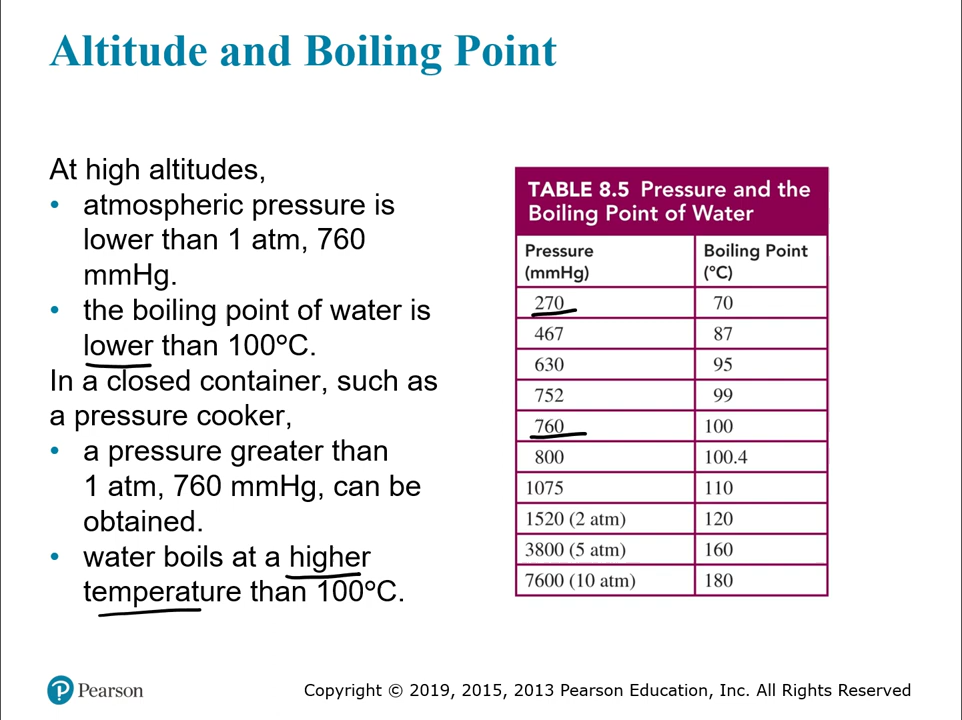 Altitude and Boiling Point
At high altitudes,
• atmospheric pressure is
lower than 1 atm, 760
mmHg.
• the boiling point of water is
lower than 100°C.
In a closed container, such as
a pressure cooker,
• a pressure greater than
1 atm, 760 mmHg, can be
obtained.
• water boils at a higher
temperature than 100°C.
TABLE 8.5 Pressure and the
Boiling Point of Water
Pressure (mmHg) Boiling Point (°C)
270 70
467 87
630 95
752 99
760 100
800 100.4
1075 110
1520 (2 atm) 120
3800 (5 atm) 160
7600 (10 atm) 180
P Pearson
Copyright © 2019, 2015, 2013 Pearson Education, Inc. All Rights Reserved